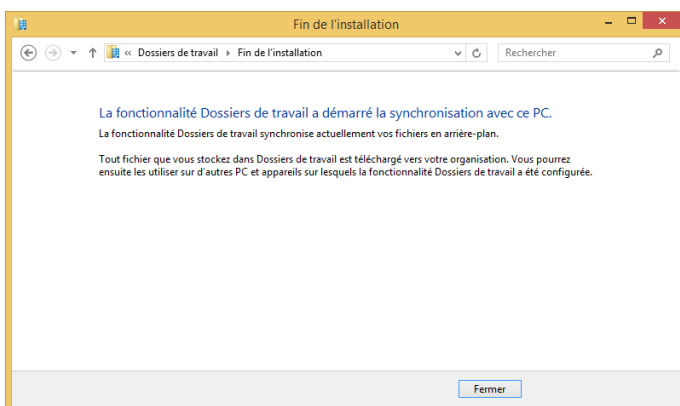 Fin de l'installation
« Dossiers de travail Fin de l'installation
Rechercher
La fonctionnalité Dossiers de travail a démarré la synchronisation avec ce PC.
La fonctionnalité Dossiers de travail synchronise actuellement vos fichiers en arrière-plan.
Tout fichier que vous stockez dans Dossiers de travail est téléchargé vers votre organisation. Vous pourrez
ensuite les utiliser sur d'autres PC et appareils sur lesquels la fonctionnalité Dossiers de travail a été configurée.
Fermer